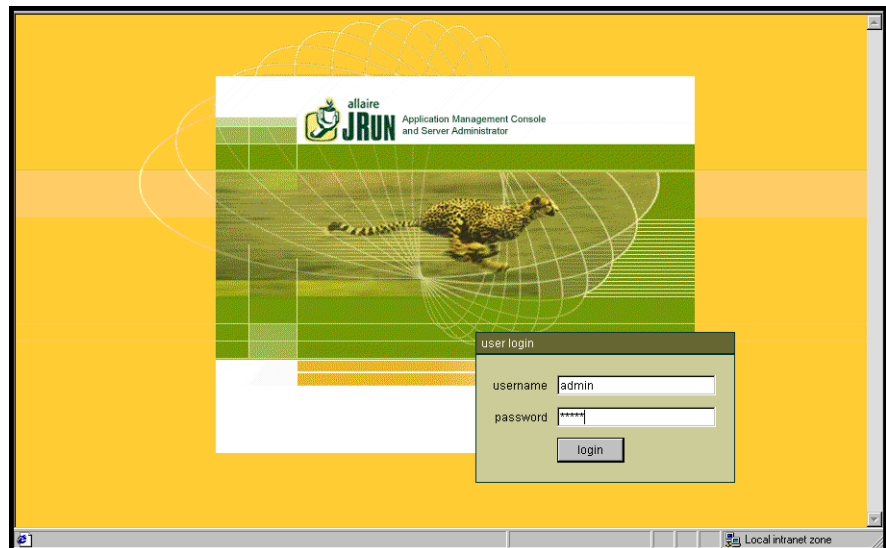 allaire
JRUN
Application Management Console
and Server Administrator
user login
username admin
password *****
login
Local intranet zone